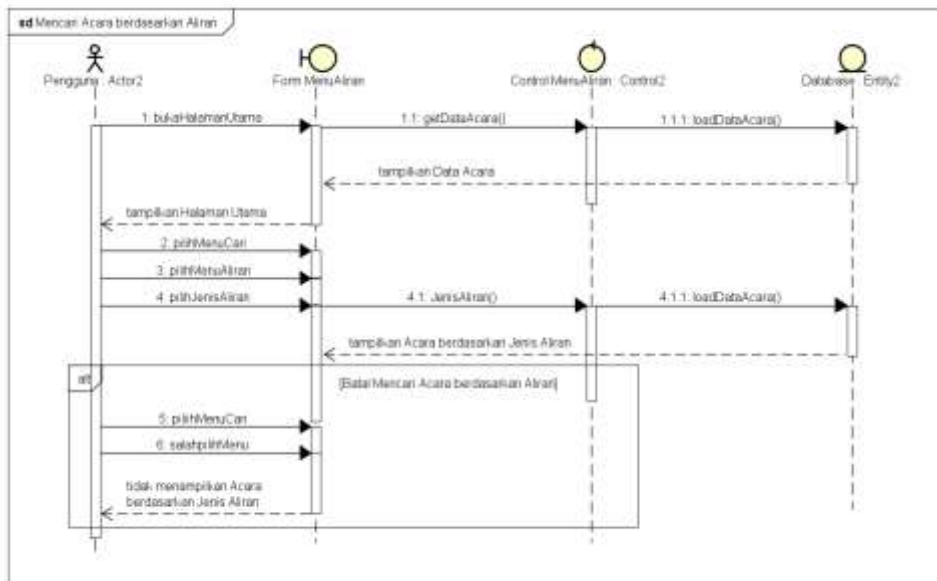 sd Mencari Acara berdasarkan Aliran
Pengguna : Actor2
Form MenuAliran
Control MenuAliran : Control2
Database : Entity2
1: bukaHalamanUtama
1.1: getDataAcara()
1.1.1: loadDataAcara()
tampilkan Data Acara
tampilkan Halaman Utama
2: pilihMenuCari
3: pilihMenuAliran
4: pilihJenisAliran
4.1: JenisAliran()
4.1.1: loadDataAcara()
tampilkan Acara berdasarkan Jenis Aliran
alt
[Batal Mencari Acara berdasarkan Aliran]
5: pilihMenuCari
6: salahpilihMenu
tidak menampilkan Acara
berdasarkan Jenis Aliran